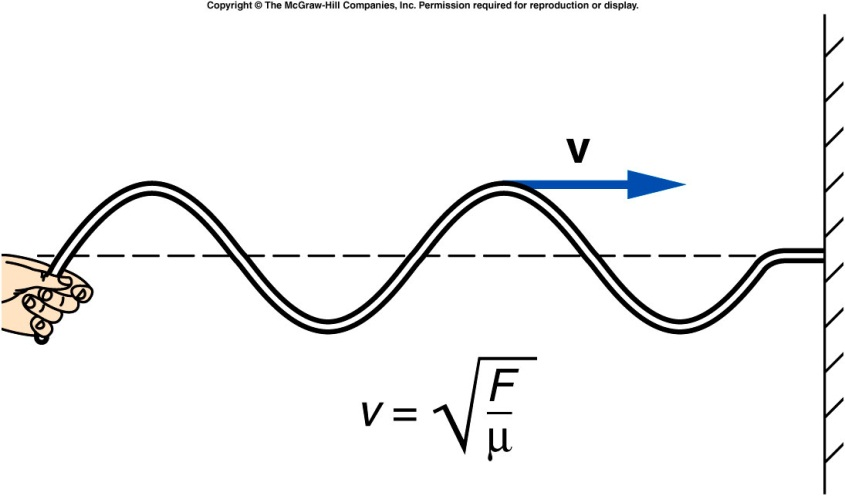 Copyright © The McGraw-Hill Companies, Inc. Permission required for reproduction or display.
v
v = √F/μ